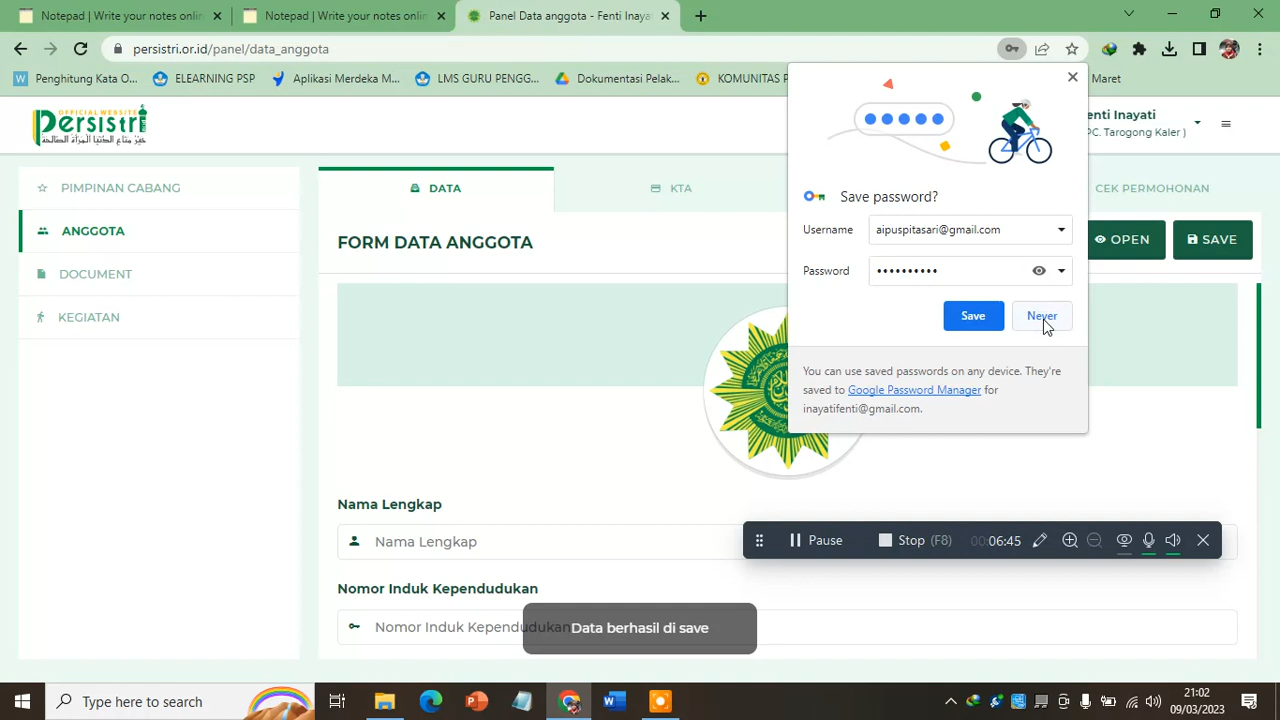 Notepad | Write your notes online
Notepad | Write your notes online
Panel Data anggota - Fenti Inaya
persistri.or.id/panel/data_anggota
Penghitung Kata O...
ELEARNING PSP
Aplikasi Merdeka M...
LMS GURU PENGG...
Dokumentasi Pelak...
KOMUNITAS P
Maret
OFFICIAL WEBSITE
Persistri
enti Inayati
PC. Tarogong Kaler )
PIMPINAN CABANG
ANGGOTA
DOCUMENT
KEGIATAN
DATA
KTA
CEK PERMOHONAN
FORM DATA ANGGOTA
OPEN
SAVE
Save password?
Username
aipuspitasari@gmail.com
Password
••••••••••
Save
Never
You can use saved passwords on any device. They're
saved to Google Password Manager for
inayatifenti@gmail.com.
Nama Lengkap
Nama Lengkap
Pause
Stop (F8)
00:06:45
Nomor Induk Kependudukan
Nomor Induk Kependudukan
Data berhasil di save
Type here to search
21:02
09/03/2023